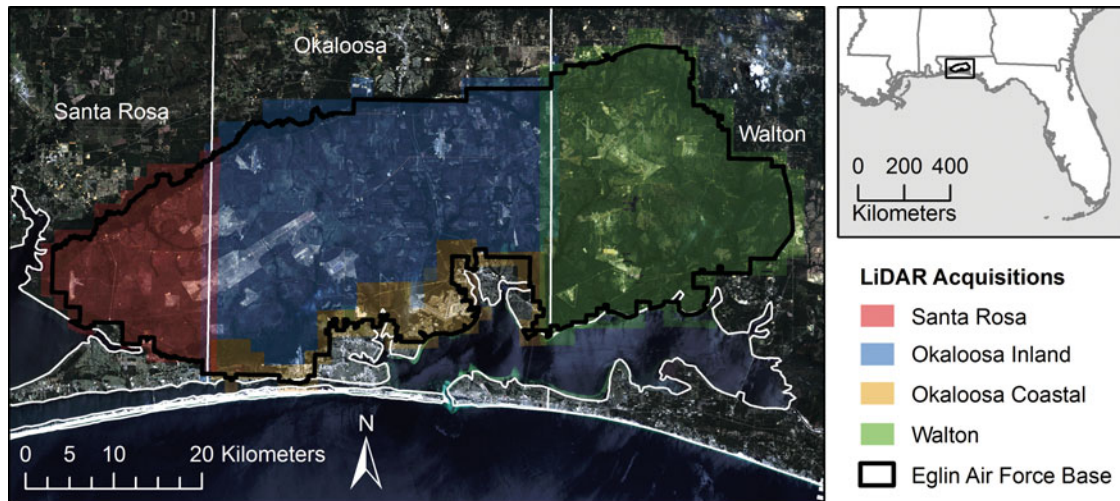 Okaloosa
Santa Rosa
Walton
N
0 5 10 20 Kilometers
0 200 400
Kilometers
LiDAR Acquisitions
Santa Rosa
Okaloosa Inland
Okaloosa Coastal
Walton
Eglin Air Force Base